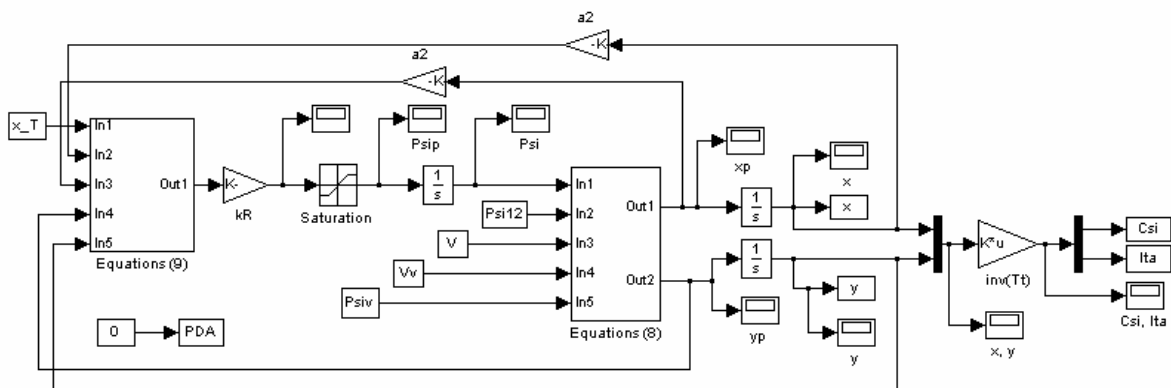 a2
-K
a2
-K
x_T
In1
In2
In3
In4
In5
Out1
Equations (9)
K-
kR
Saturation
Psip
1
s
Psi
Psi12
V
Vv
Psiv
In1
In2
In3
In4
In5
Out1
Out2
Equations (8)
xp
1
s
x
x
1
s
yp
y
y
K*u
inv(Tt)
x, y
Csi
Ita
Csi, Ita
0
PDA